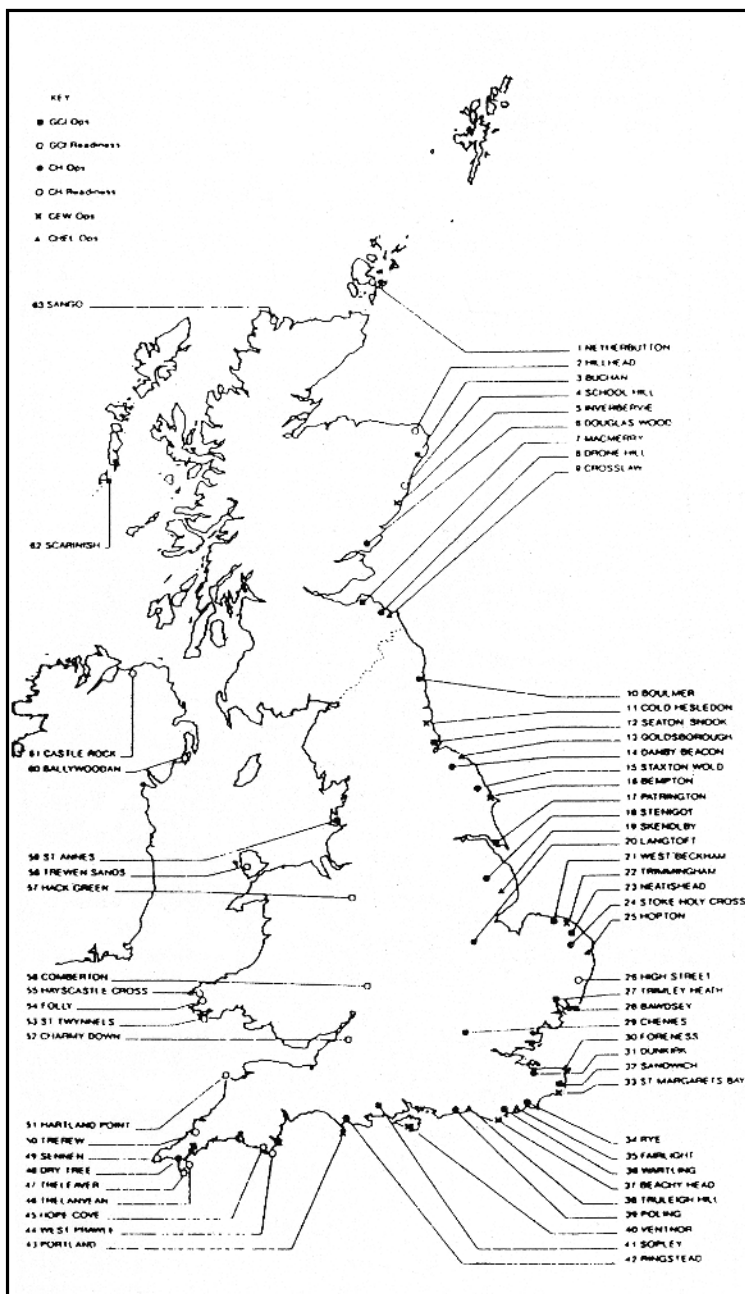 KEY
GCI Ops
GCI Readiness
CH Ops
CH Readiness
CEW Ops
CHEL Ops
63 SANGO
1 NETHERBUTTON
2 HILLHEAD
3 BUCHAN
4 SCHOOL HILL
5 INVERBERVIE
6 DOUGLAS WOOD
7 MACMERRY
8 DRONE HILL
9 CROSSLAW
62 SCARINISH
10 BOULMER
11 COLD HESLEDON
12 SEATON SNOOK
13 GOLDSBOROUGH
14 DANBY BEACON
15 STAXTON WOLD
16 BEMPTON
17 PATRINGTON
18 STENIGOT
19 SKENDLBY
20 LANGTOFT
21 WEST BECKHAM
22 TRIMMINGHAM
23 NEATISHEAD
24 STOKE HOLY CROSS
25 HOPTON
61 CASTLE ROCK
60 BALLYWOODAN
59 ST ANNES
58 TREWEN SANDS
57 HACK GREEN
56 COMBERTON
55 HAYSCASTLE CROSS
54 FOLLY
53 ST TWYNNELS
52 CHARMY DOWN
26 HIGH STREET
27 TRIMLEY HEATH
28 BAWDSEY
29 CHENIES
30 FORENESS
31 DUNKIRK
32 SANDWICH
33 ST MARGARETS BAY
51 HARTLAND POINT
50 TREREW
49 SENNEN
48 DRY TREE
47 TRELEAVER
46 TRELANVEAN
45 HOPE COVE
44 WEST PRAWLE
43 PORTLAND
34 RYE
35 FAIRLIGHT
36 WARTLING
37 BEACHY HEAD
38 TRULEIGH HILL
39 POLING
40 VENTNOR
41 SOPLEY
42 RINGSTEAD